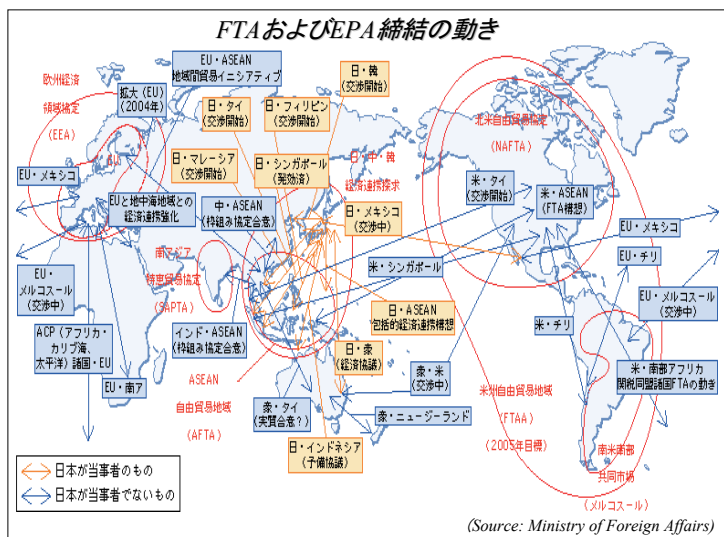 FTAおよびEPA締結の動き
EU・ASEAN
地域間貿易イニシアティブ
日・韓
(交渉開始)
欧州経済
領域協定
(EEA)
拡大(EU)
(2004年)
日・タイ
(交渉開始)
日・フィリピン
(交渉開始)
北米自由貿易協定
(NAFTA)
日・マレーシア
(交渉開始)
日・シンガポール
(発効済)
日・中・韓
経済連携探求
EU・メキシコ
米・タイ
(交渉開始)
米・ASEAN
(FTA構想)
EUと地中海地域との
経済連携強化
中・ASEAN
(枠組み協定合意)
日・メキシコ
(交渉中)
EU・メキシコ
南アジア
特恵貿易協定
(SAPTA)
EU・チリ
EU・
メルコスール
(交渉中)
米・シンガポール
EU・メルコスール
(交渉中)
日・ASEAN
包括的経済連携構想
ACP(アフリカ・
カリブ海、
太平洋)諸国・EU
インド・ASEAN
(枠組み協定合意)
米・チリ
日・豪
(経済協議)
豪・米
(交渉中)
米・南部アフリカ
関税同盟諸国FTAの動き
EU・南ア
ASEAN
自由貿易地域
(AFTA)
豪・タイ
(実質合意?)
豪・ニュージーランド
米州自由貿易地域
(FTAA)
(2005年目標)
日・インドネシア
(予備協議)
南米南部
共同市場
(メルコスール)
日本が当事者のもの
日本が当事者でないもの
(Source: Ministry of Foreign Affairs)